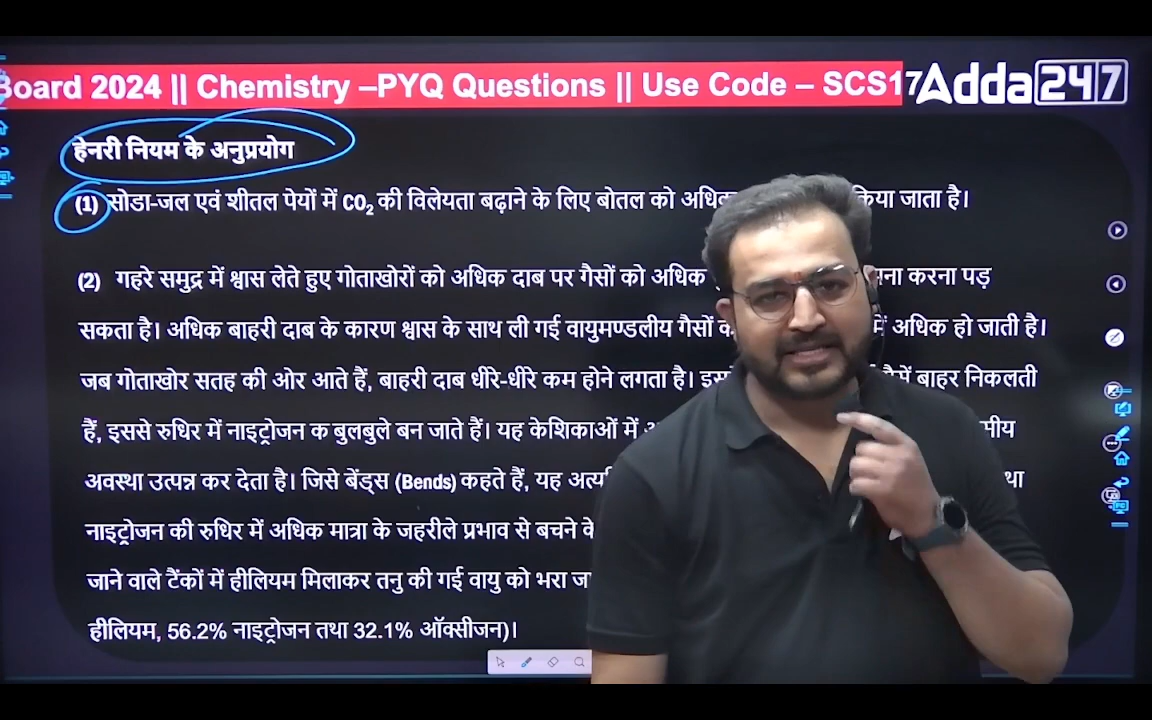 Board 2024 || Chemistry –PYQ Questions || Use Code – SCS17
Adda 247
हेनरी नियम के अनुप्रयोग
(1) सोडा-जल एवं शीतल पेयों में CO₂ की विलेयता बढ़ाने के लिए बोतल को किया जाता है।
(2) गहरे समुद्र में श्वास लेते हुए गोताखोरों को अधिक दाब पर गैसों को अधिक करना पड़
सकता है। अधिक बाहरी दाब के कारण श्वास के साथ ली गई वायुमण्डलीय गैसों में अधिक हो जाती है।
जब गोताखोर सतह की ओर आते हैं, बाहरी दाब धीरे-धीरे कम होने लगता है। बाहर निकलती
हैं, इससे रुधिर में नाइट्रोजन क बुलबुले बन जाते हैं। यह केशिकाओं में
अवस्था उत्पन्न कर देता है। जिसे बेंड्स (Bends) कहते हैं, यह
नाइट्रोजन की रुधिर में अधिक मात्रा के जहरीले प्रभाव से बचने के
जाने वाले टैंकों में हीलियम मिलाकर तनु की गई वायु को भरा
हीलियम, 56.2% नाइट्रोजन तथा 32.1% ऑक्सीजन)।